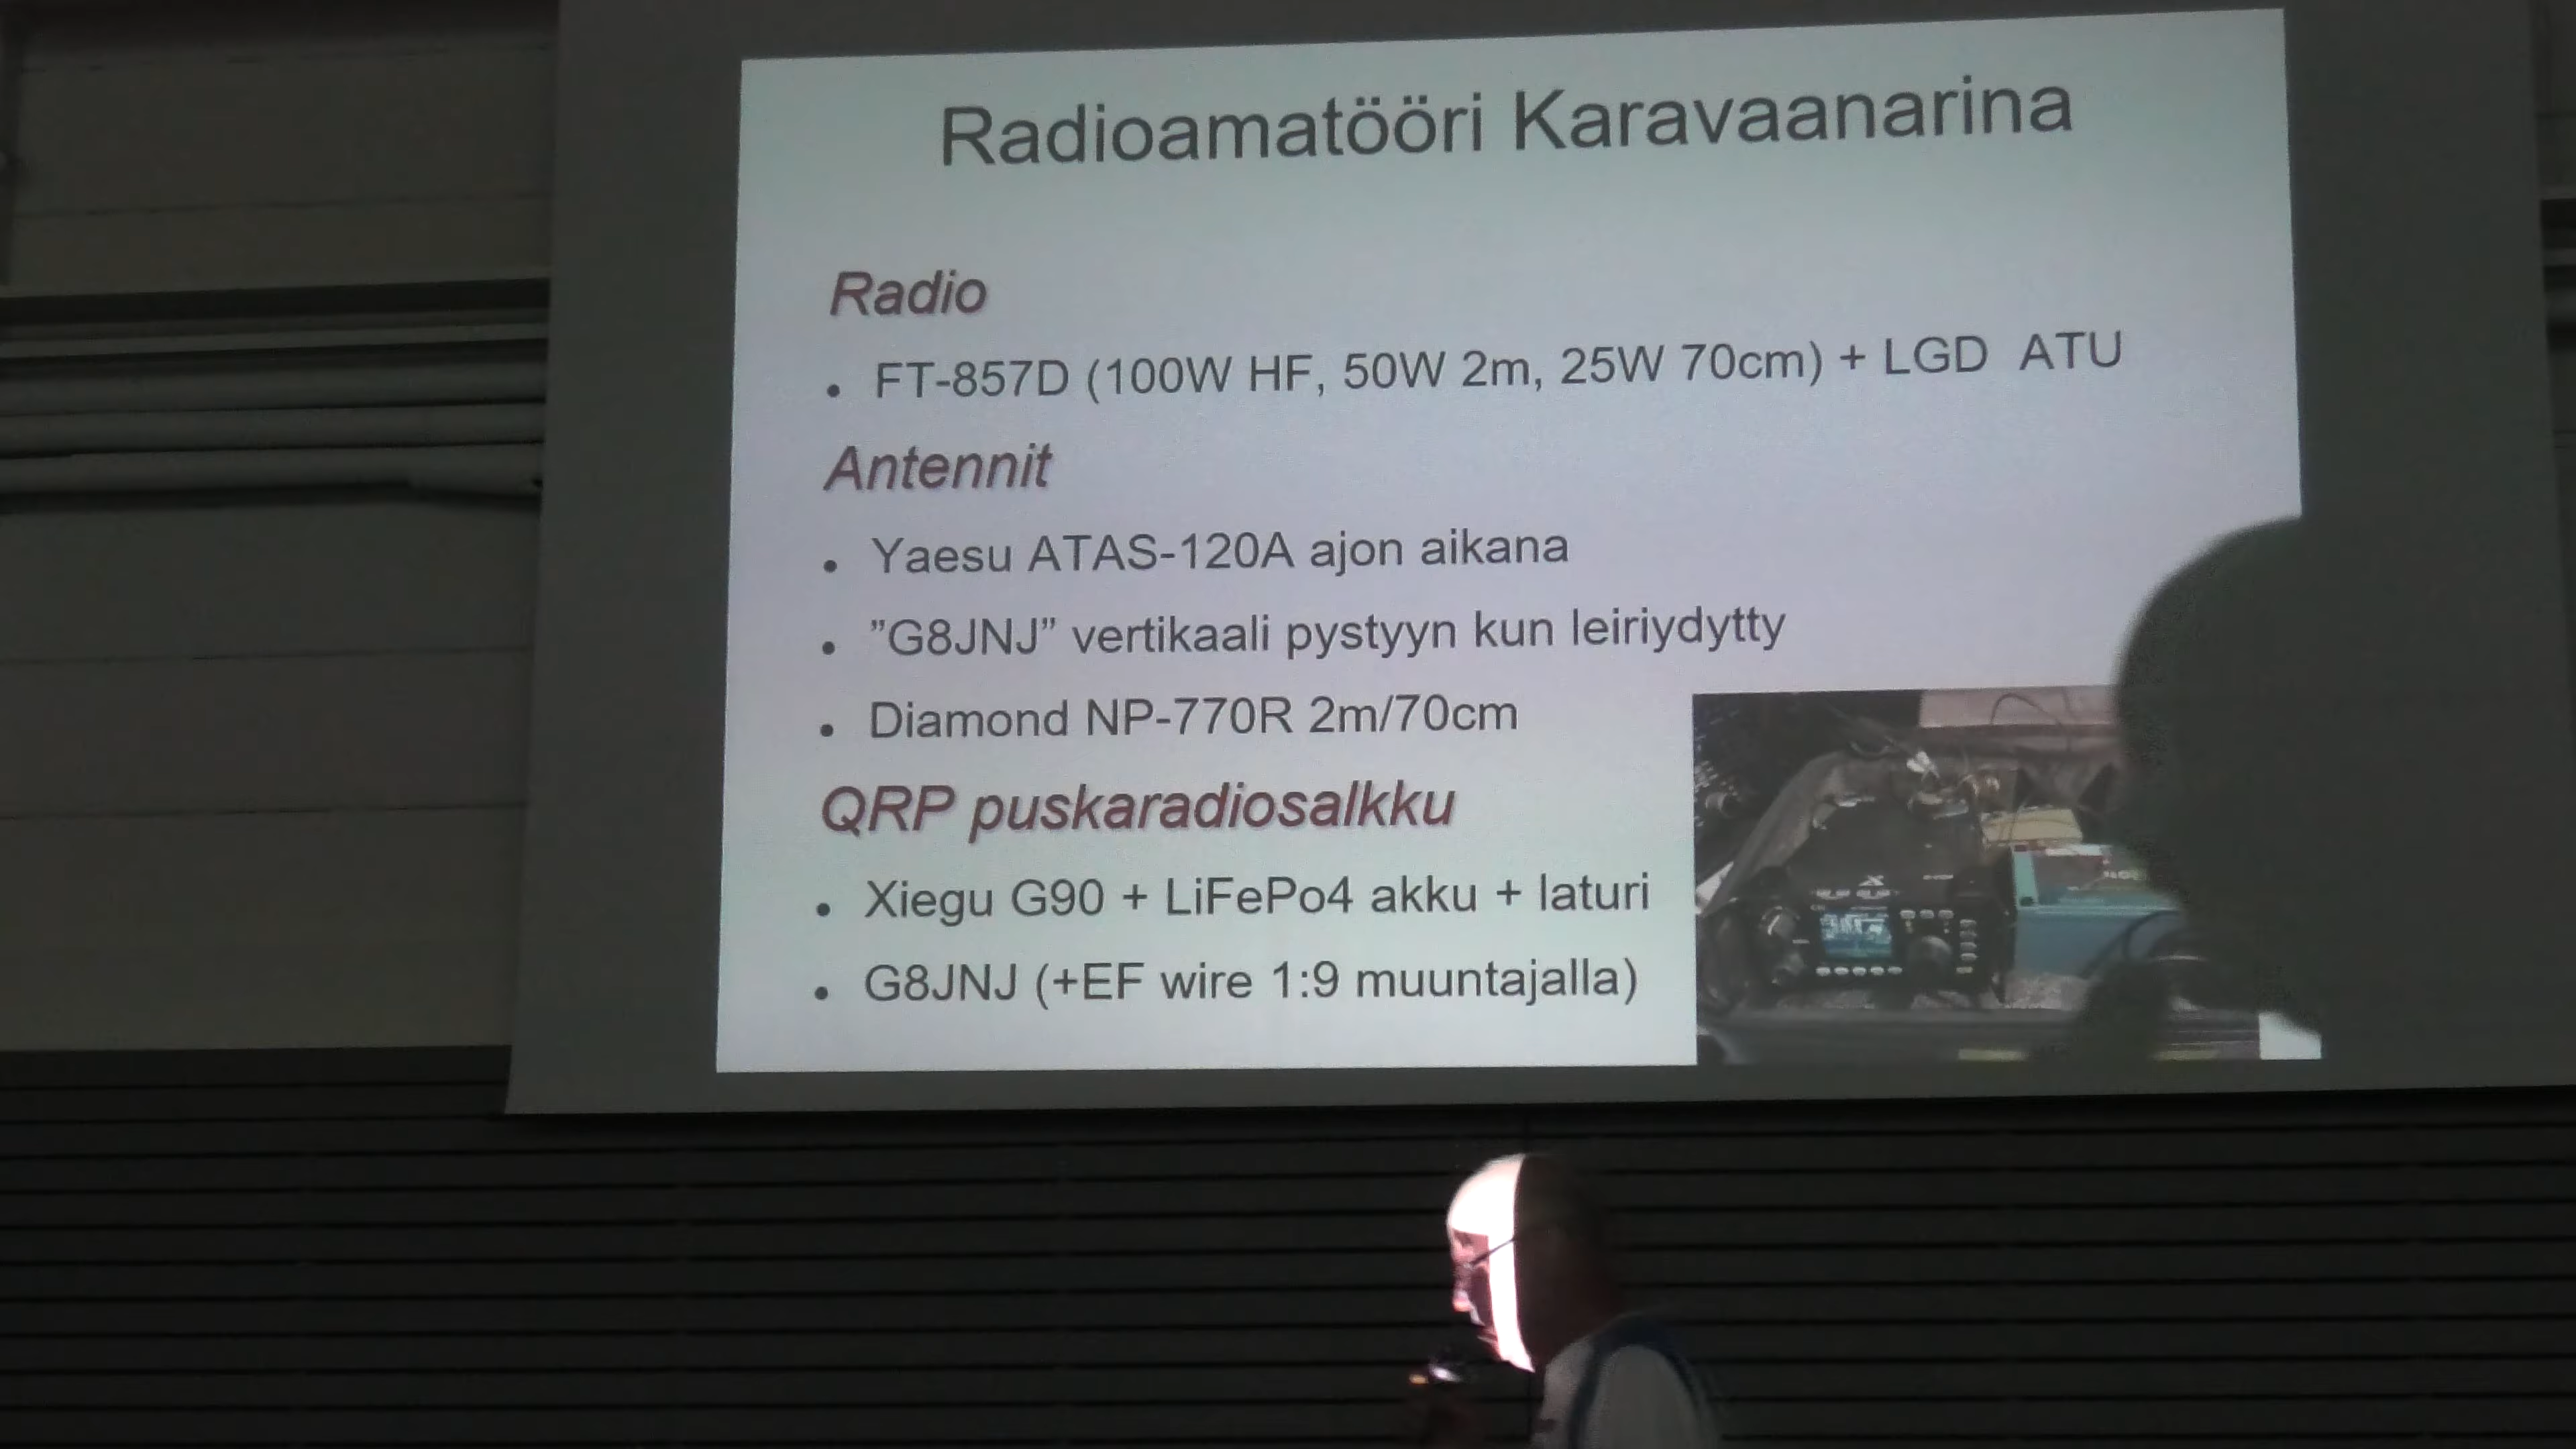 Radioamatööri Karavaanarina
Radio
• FT-857D (100W HF, 50W 2m, 25W 70cm) + LGD ATU
Antennit
• Yaesu ATAS-120A ajon aikana
• ”G8JNJ” vertikaali pystyyn kun leiriydytty
• Diamond NP-770R 2m/70cm
QRP puskaradiosalkku
• Xiegu G90 + LiFePo4 akku + laturi
• G8JNJ (+EF wire 1:9 muuntajalla)